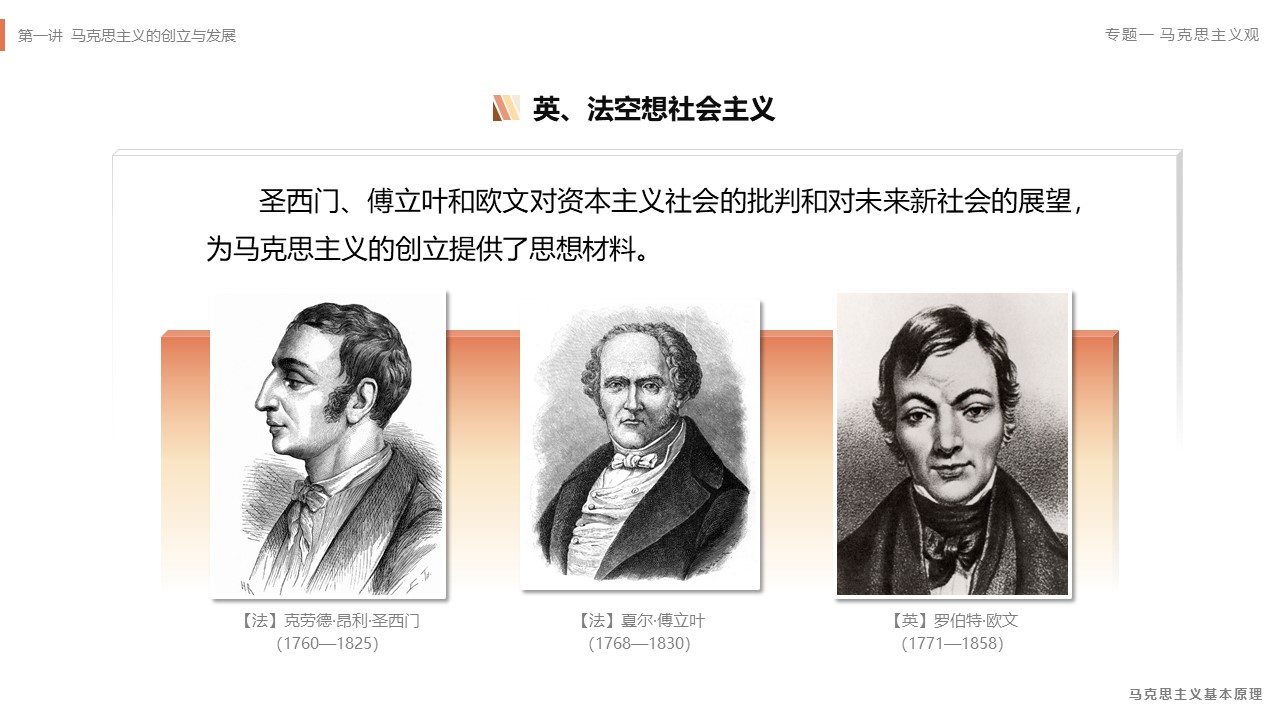 第一讲 马克思主义的创立与发展
专题一 马克思主义观
英、法空想社会主义
圣西门、傅立叶和欧文对资本主义社会的批判和对未来新社会的展望，
为马克思主义的创立提供了思想材料。
HR
【法】克劳德·昂利·圣西门
（1760—1825）
【法】夏尔·傅立叶
（1768—1830）
【英】罗伯特·欧文
（1771—1858）
马克思主义基本原理